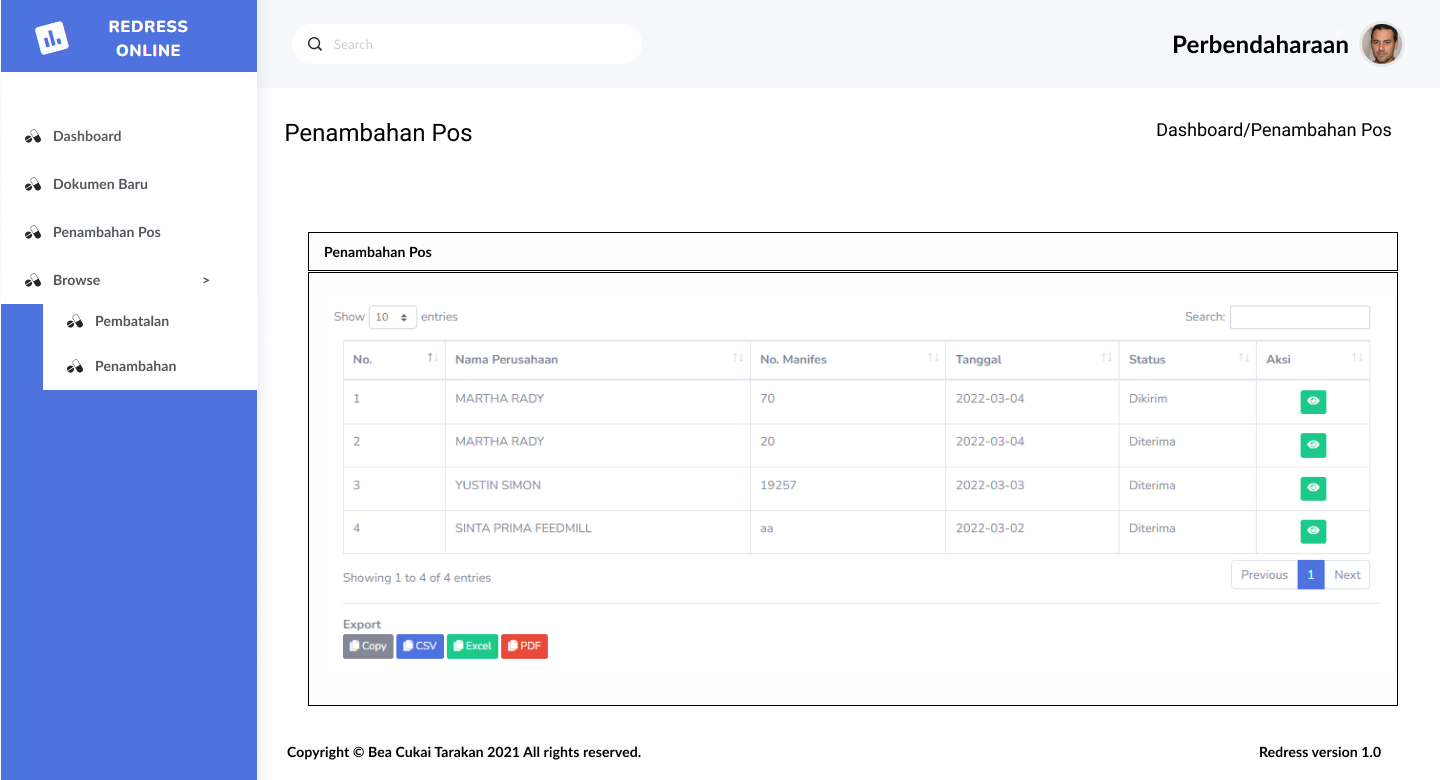 REDRESS
ONLINE
Search
Perbendaharaan
Dashboard
Dokumen Baru
Penambahan Pos
Browse >
Pembatalan
Penambahan
Penambahan Pos
Dashboard/Penambahan Pos
Penambahan Pos
Show 10 entries
Search:
No. Nama Perusahaan No. Manifes Tanggal Status Aksi
1 MARTHA RADY 70 2022-03-04 Dikirim
2 MARTHA RADY 20 2022-03-04 Diterima
3 YUSTIN SIMON 19257 2022-03-03 Diterima
4 SINTA PRIMA FEEDMILL aa 2022-03-02 Diterima
Showing 1 to 4 of 4 entries
Previous 1 Next
Export
Copy CSV Excel PDF
Copyright © Bea Cukai Tarakan 2021 All rights reserved.
Redress version 1.0